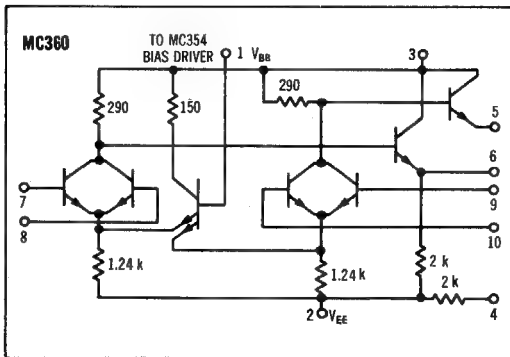 MC360
TO MC354
BIAS DRIVER
1 V_BB
3
290
150
290
5
6
7
9
8
10
1.24 k
1.24 k
2 k
2 k
2 V_EE
4